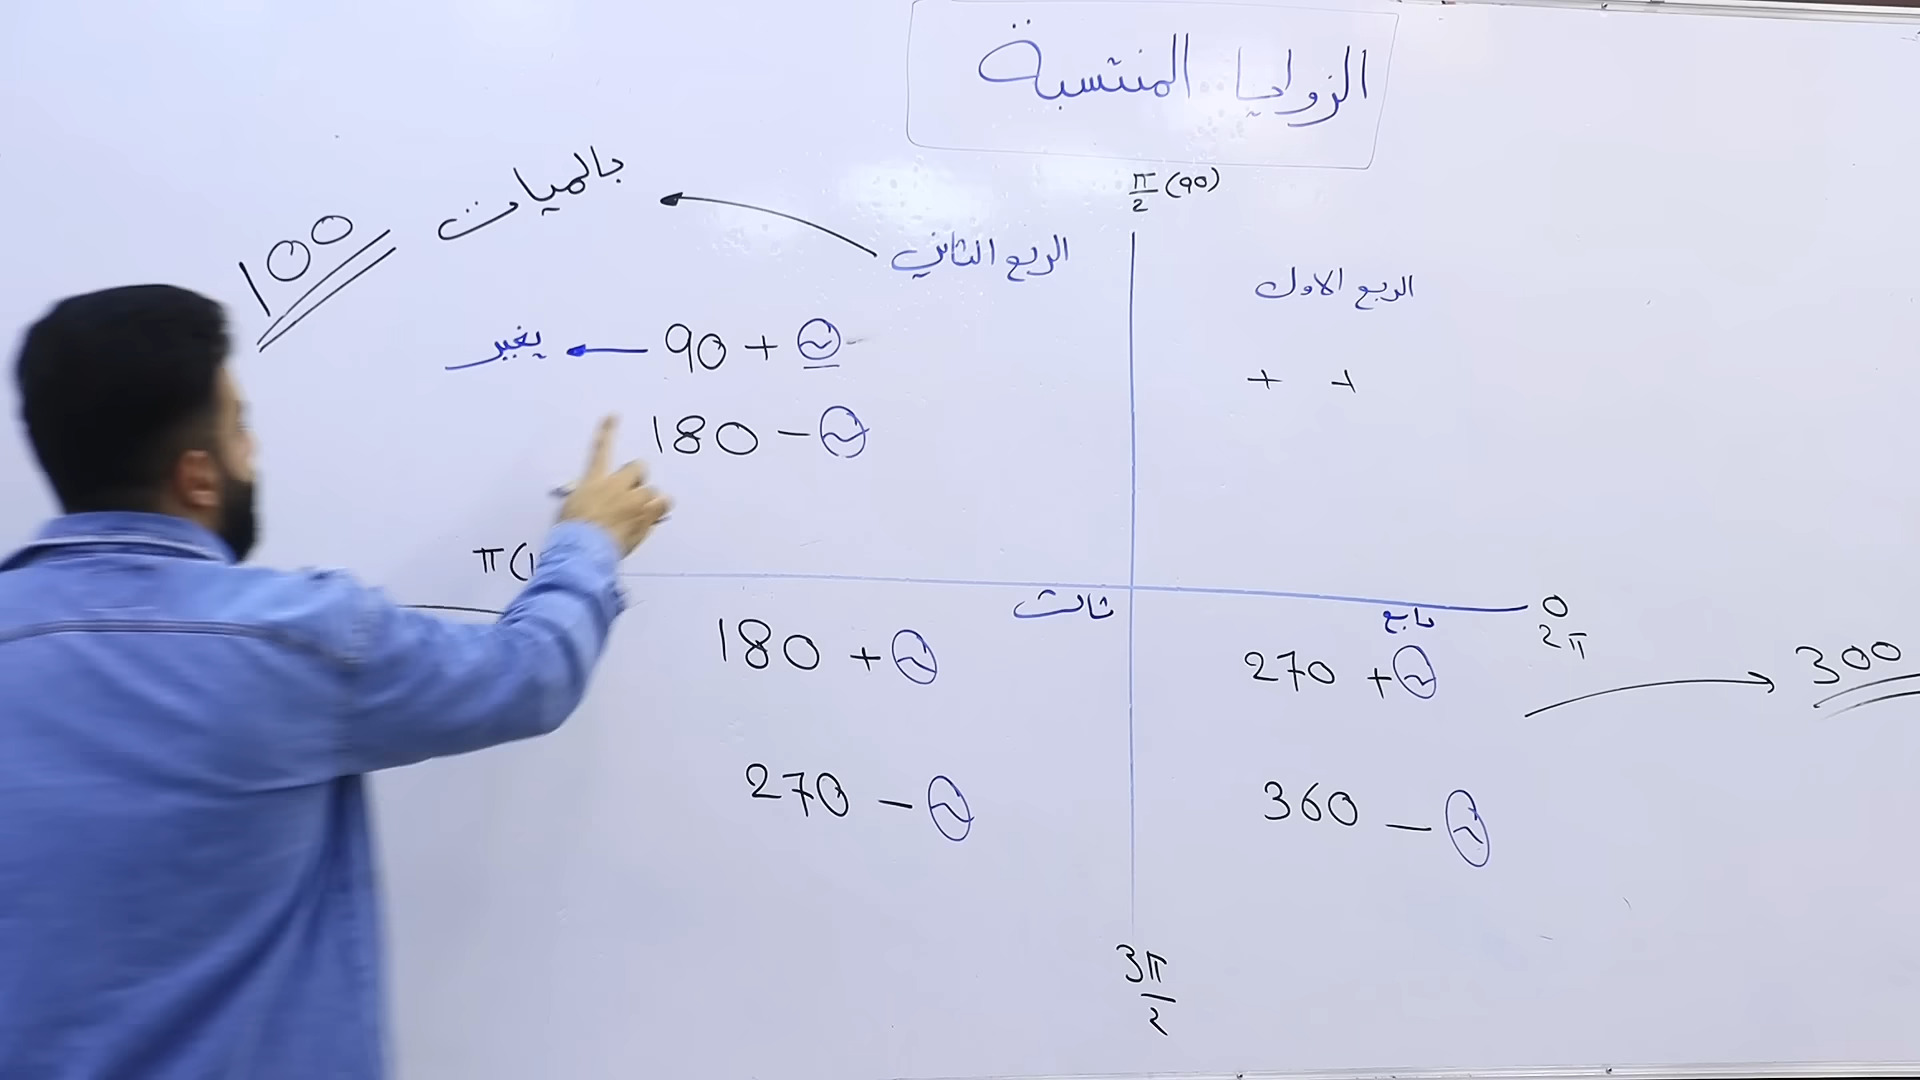 الزوايا المنتسبة
π/2 (90)
بالميات
100
الربع الثاني
الربع الاول
يغير
90 +
+ +
180 -
π (1
ثالث
رابع
0
2π
180 +
270 +
300
270 -
360 -
3π/2